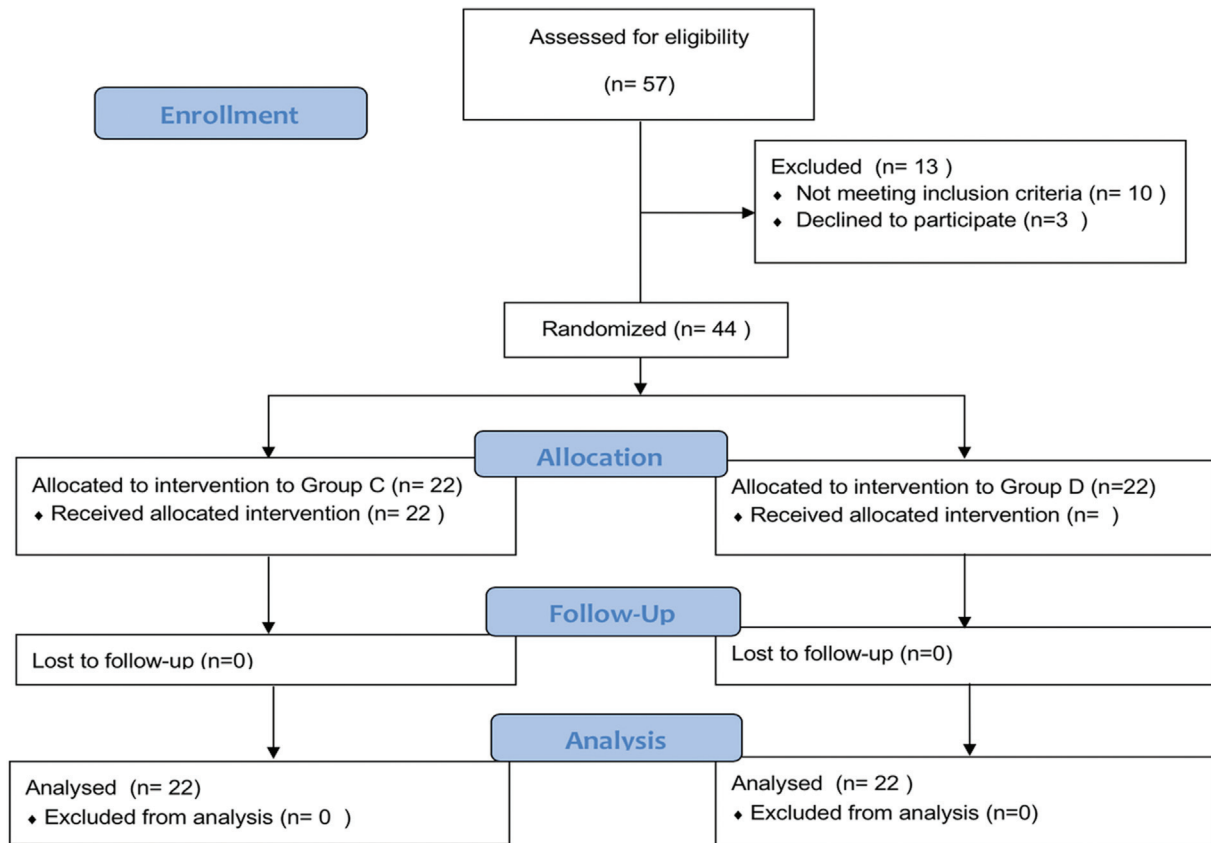 Assessed for eligibility
(n= 57)
Enrollment
Excluded  (n= 13 )
⬧ Not meeting inclusion criteria (n= 10 )
⬧ Declined to participate (n=3  )
Randomized (n= 44 )
Allocation
Allocated to intervention to Group C (n= 22)
⬧ Received allocated intervention (n= 22 )
Allocated to intervention to Group D (n=22)
⬧ Received allocated intervention (n=  )
Follow-Up
Lost to follow-up (n=0)
Lost to follow-up (n=0)
Analysis
Analysed  (n= 22)
⬧ Excluded from analysis (n= 0  )
Analysed  (n= 22 )
⬧ Excluded from analysis (n=0)